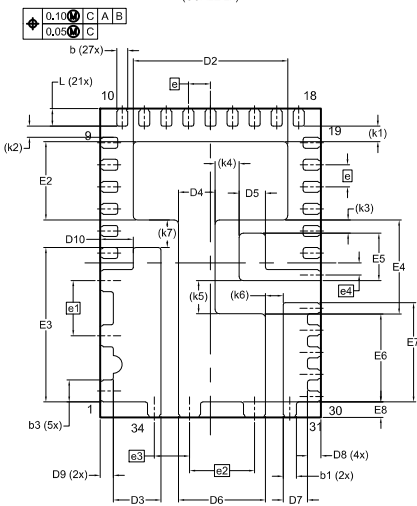 0.10 Ⓜ C A B
0.05 Ⓜ C
b (27x)
D2
L (21x)
e
10
18
9
19
(k1)
(k2)
(k4)
e
E2
D4
D5
(k3)
D10
(k7)
E5
E4
e4
e1
(k5)
(k6)
E3
E6
E7
1
30
E8
b3 (5x)
34
31
D9 (2x)
e3
e2
D8 (4x)
b1 (2x)
D3
D6
D7